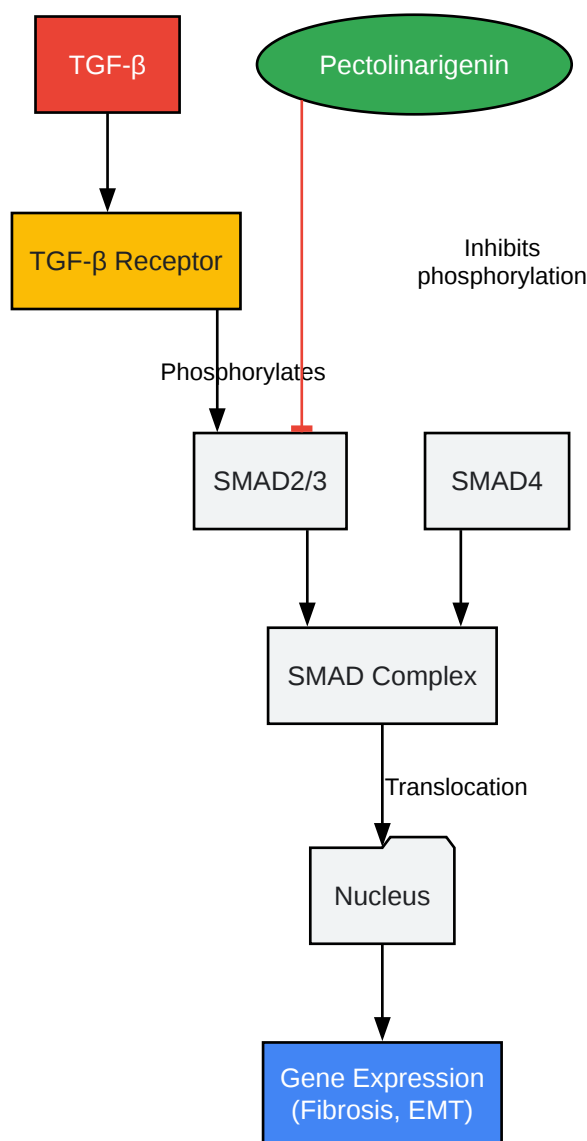 TGF-β
Pectolinarigenin
TGF-β Receptor
Inhibits
phosphorylation
Phosphorylates
SMAD2/3
SMAD4
SMAD Complex
Translocation
Nucleus
Gene Expression
(Fibrosis, EMT)